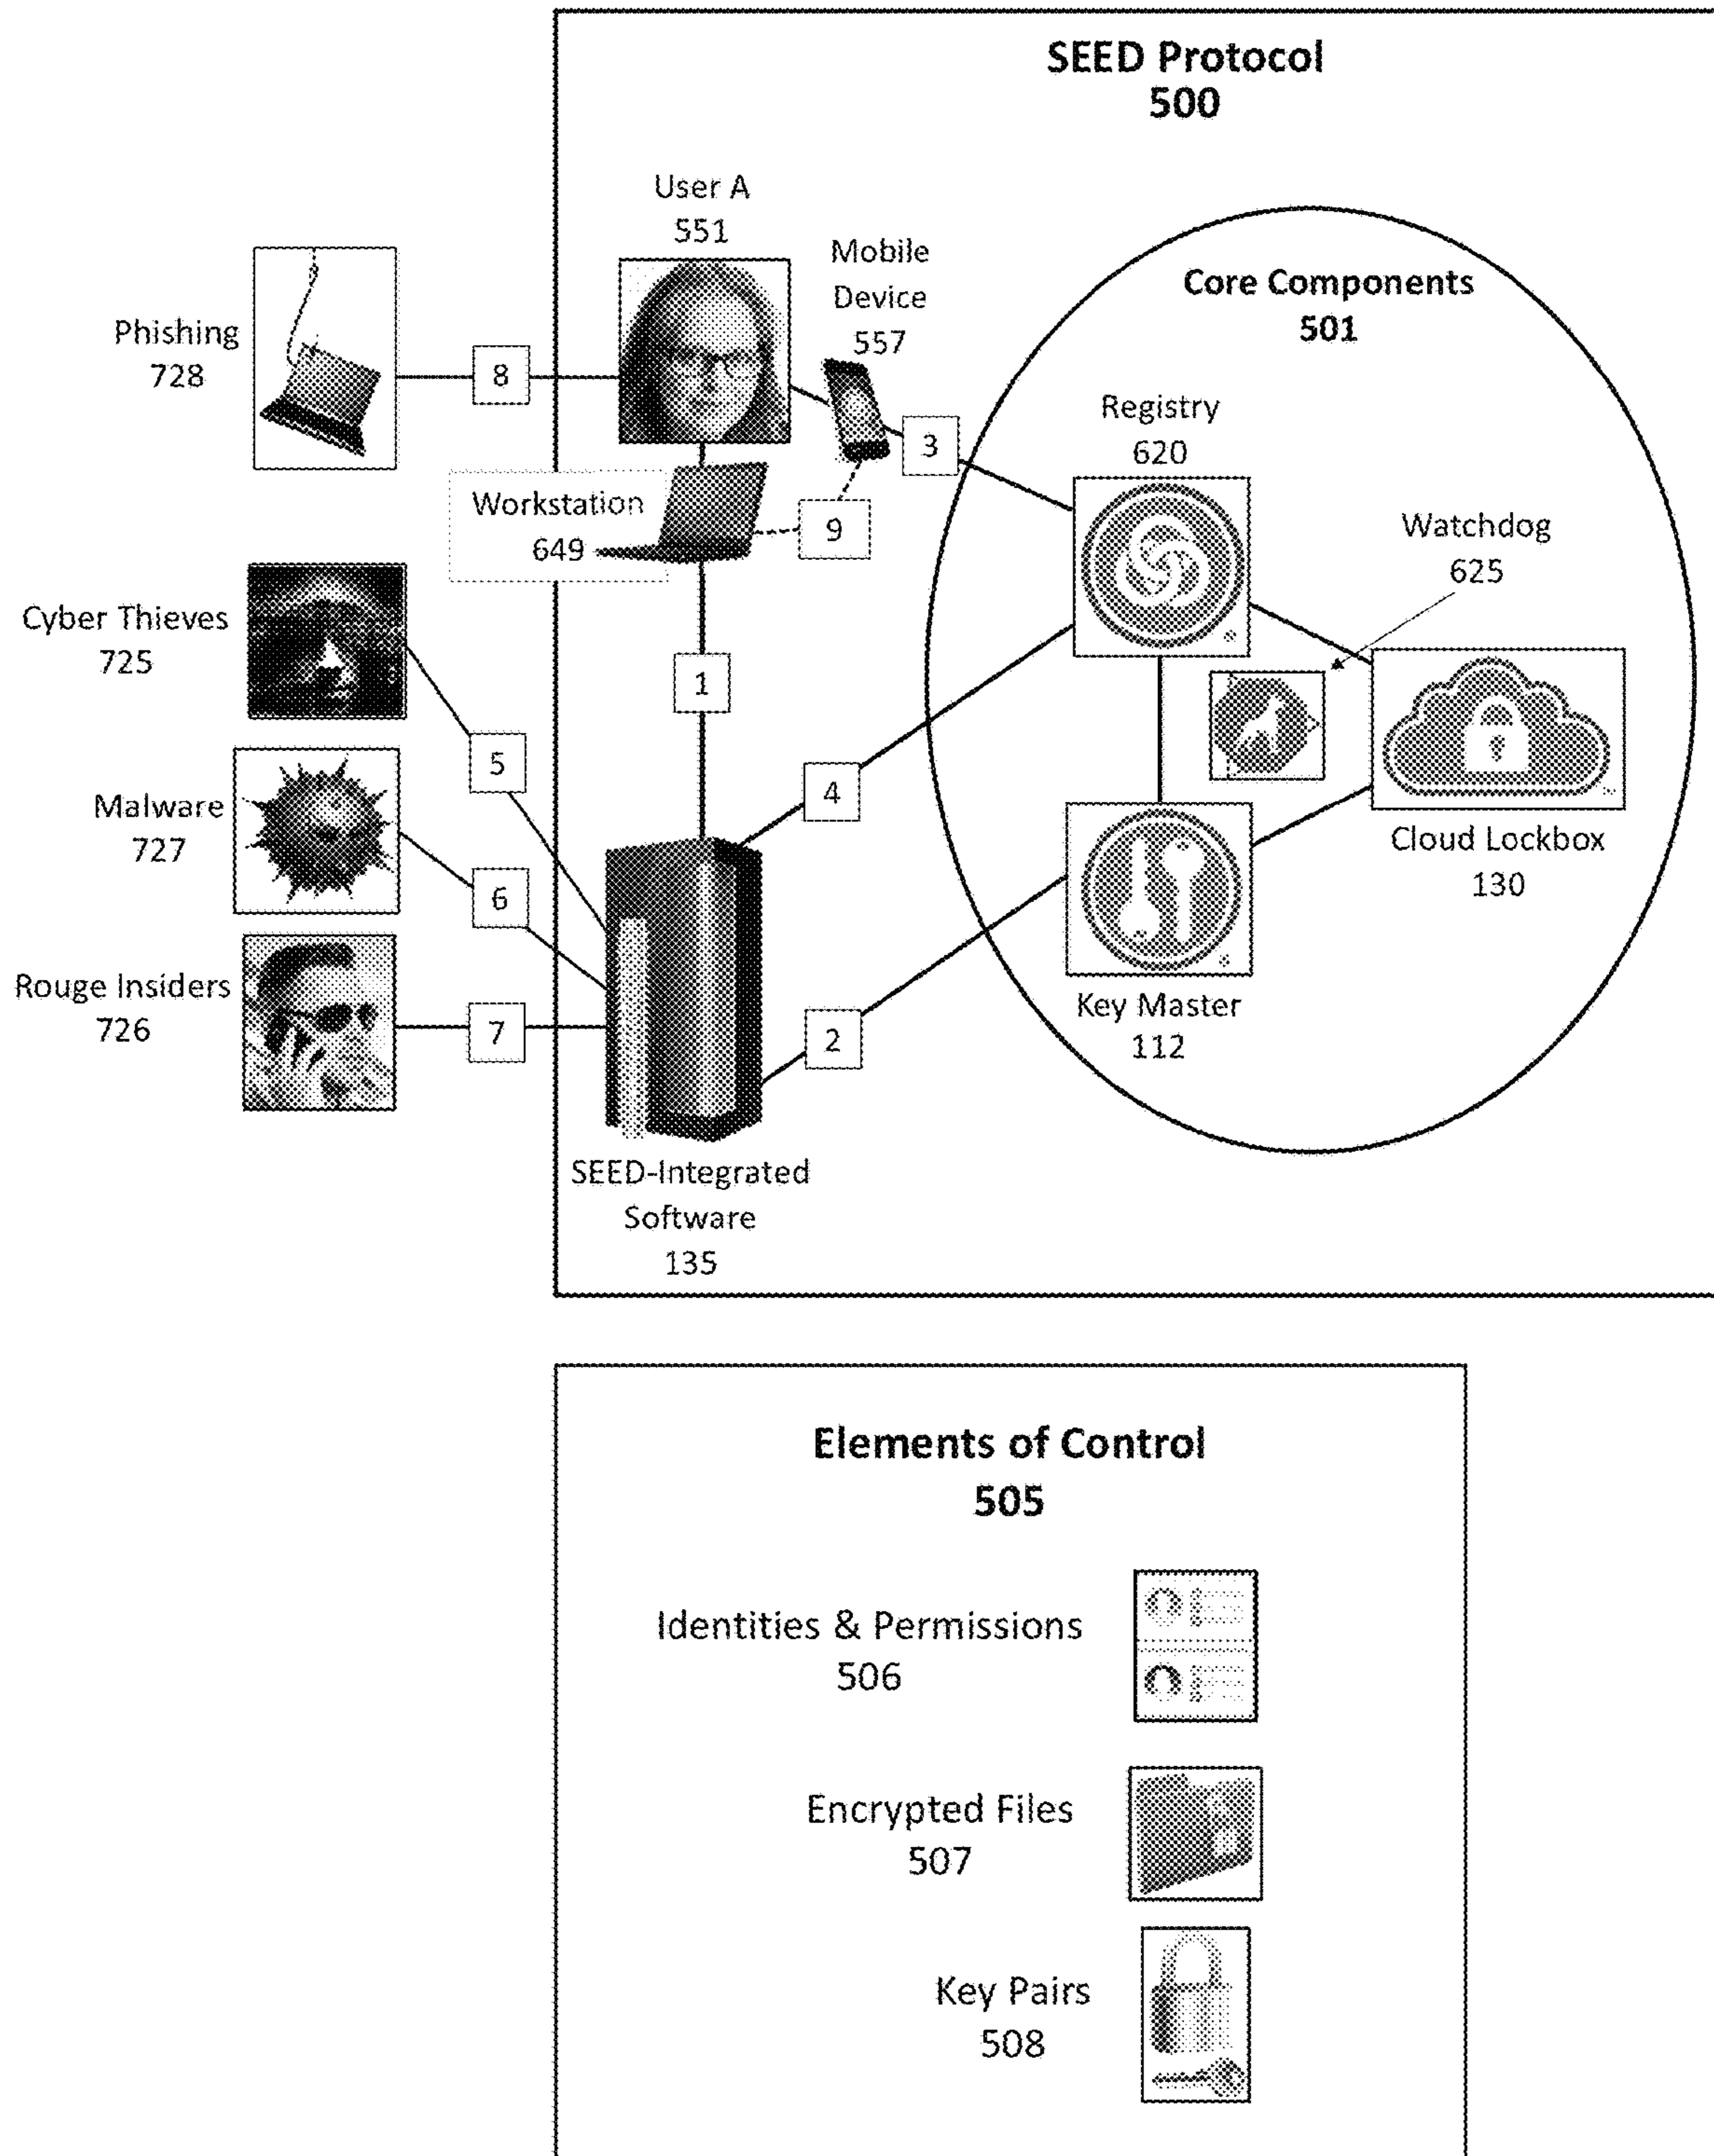 SEED Protocol
500
User A
551
Mobile
Device
557
Core Components
501
Phishing
728
8
3
Registry
620
Workstation
649
9
Watchdog
625
Cyber Thieves
725
1
5
4
Malware
727
6
Cloud Lockbox
130
Rouge Insiders
726
7
2
Key Master
112
SEED-Integrated
Software
135
Elements of Control
505
Identities & Permissions
506
Encrypted Files
507
Key Pairs
508